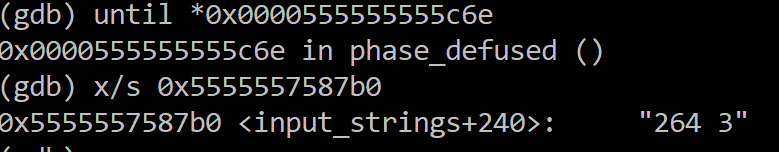 (gdb) until *0x0000555555555c6e
0x0000555555555c6e in phase_defused ()
(gdb) x/s 0x5555557587b0
0x5555557587b0 <input_strings+240>:     "264 3"